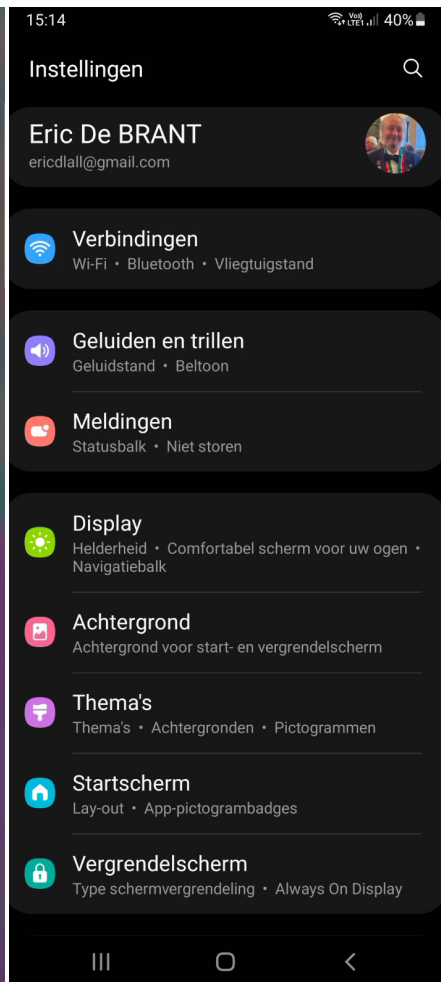 15:14 Vo)) LTE1 40%
Instellingen
Eric De BRANT
ericdlall@gmail.com
Verbindingen
Wi-Fi • Bluetooth • Vliegtuigstand
Geluiden en trillen
Geluidstand • Beltoon
Meldingen
Statusbalk • Niet storen
Display
Helderheid • Comfortabel scherm voor uw ogen •
Navigatiebalk
Achtergrond
Achtergrond voor start- en vergrendelscherm
Thema's
Thema's • Achtergronden • Pictogrammen
Startscherm
Lay-out • App-pictogrambadges
Vergrendelscherm
Type schermvergrendeling • Always On Display